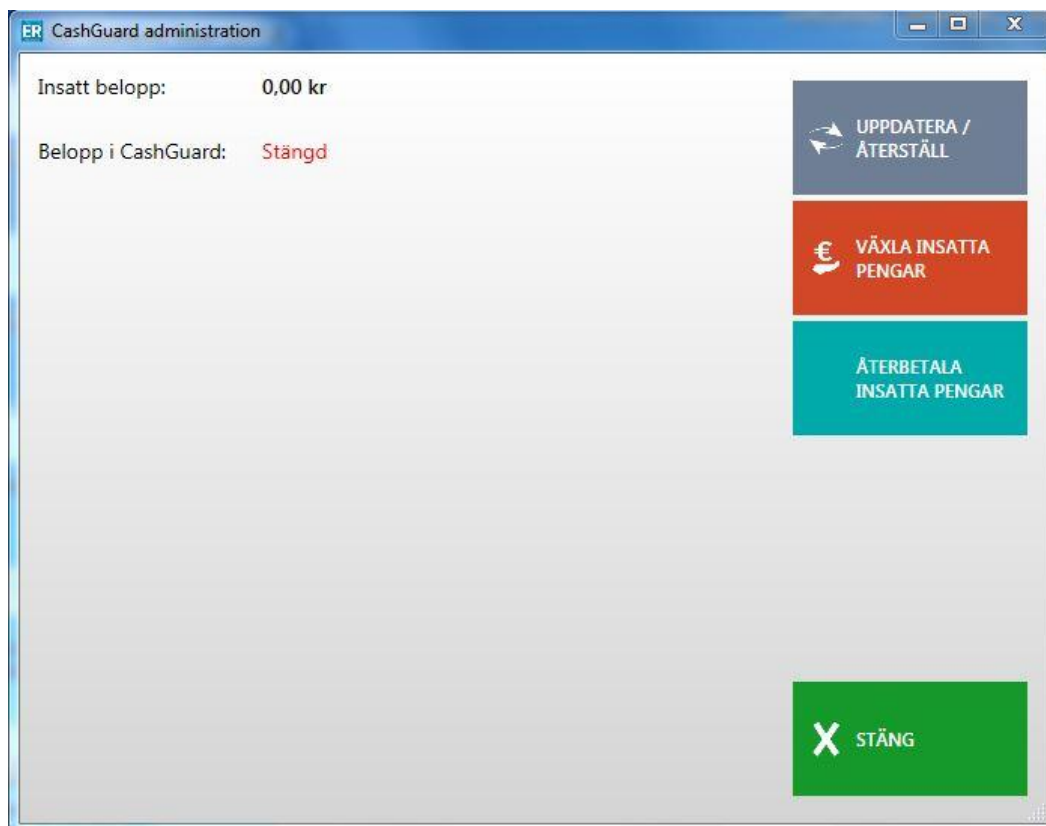 ER CashGuard administration
Insatt belopp: 0,00 kr
Belopp i CashGuard: Stängd
UPPDATERA /
ÅTERSTÄLL
€ VÄXLA INSATTA
PENGAR
ÅTERBETALA
INSATTA PENGAR
X STÄNG